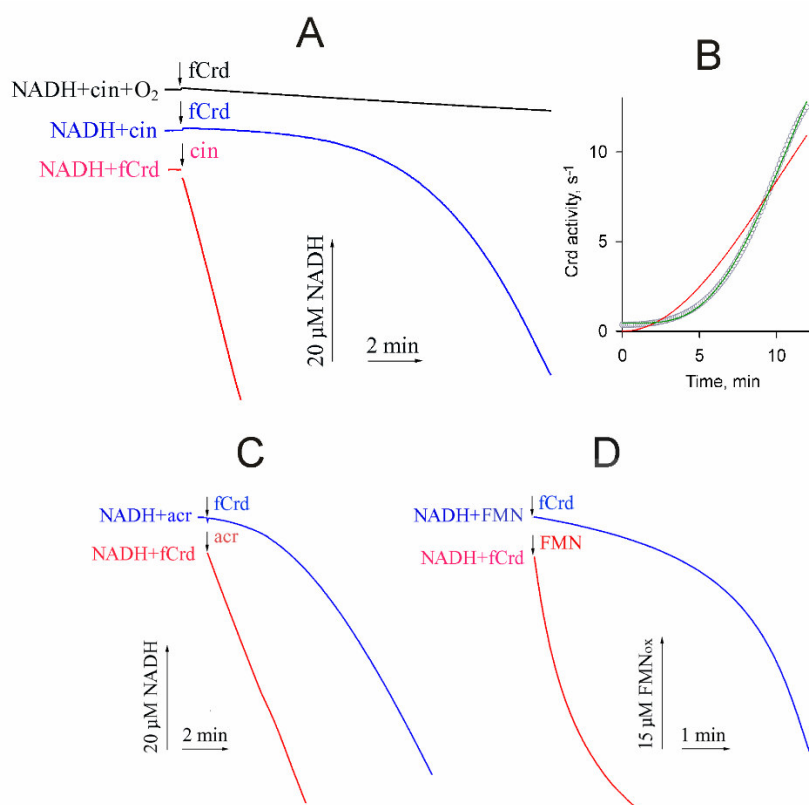 A
fCrd
NADH+cin+O₂
fCrd
NADH+cin
cin
NADH+fCrd
20 µM NADH
2 min
B
Crd activity, s⁻¹
10
5
0
0 5 10
Time, min
C
fCrd
NADH+acr
acr
NADH+fCrd
20 µM NADH
2 min
D
fCrd
NADH+FMN
FMN
NADH+fCrd
15 µM FMNox
1 min